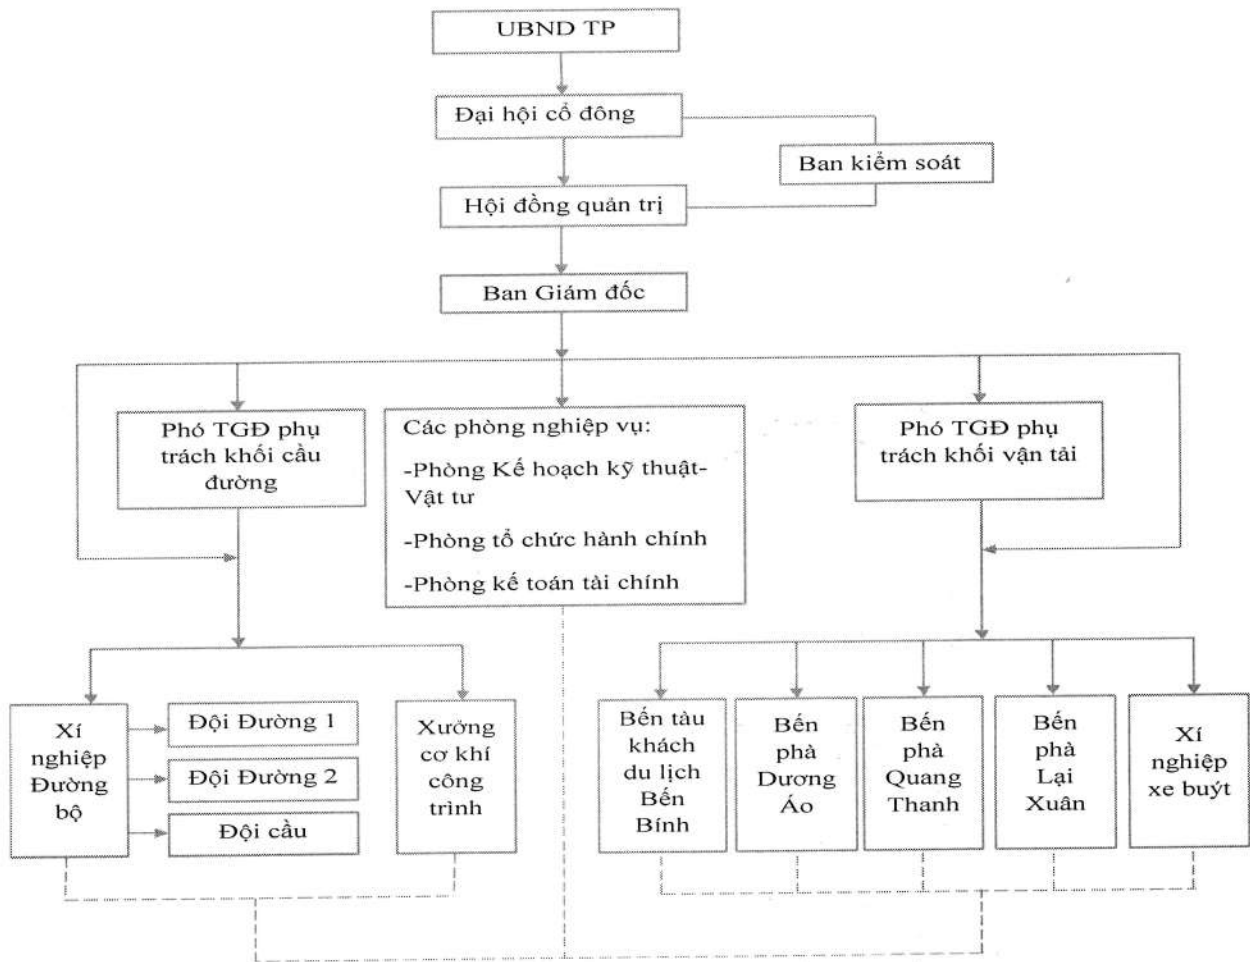 UBND TP
Đại hội cổ đông
Ban kiểm soát
Hội đồng quản trị
Ban Giám đốc
Phó TGĐ phụ
trách khối cầu
đường
Các phòng nghiệp vụ:
-Phòng Kế hoạch kỹ thuật-
Vật tư
-Phòng tổ chức hành chính
-Phòng kế toán tài chính
Phó TGĐ phụ
trách khối vận tải
Xí
nghiệp
Đường
bộ
Đội Đường 1
Đội Đường 2
Đội cầu
Xưởng
cơ khí
công
trình
Bến tàu
khách
du lịch
Bến
Bính
Bến
phà
Dương
Áo
Bến
phà
Quang
Thanh
Bến
phà
Lại
Xuân
Xí
nghiệp
xe buýt